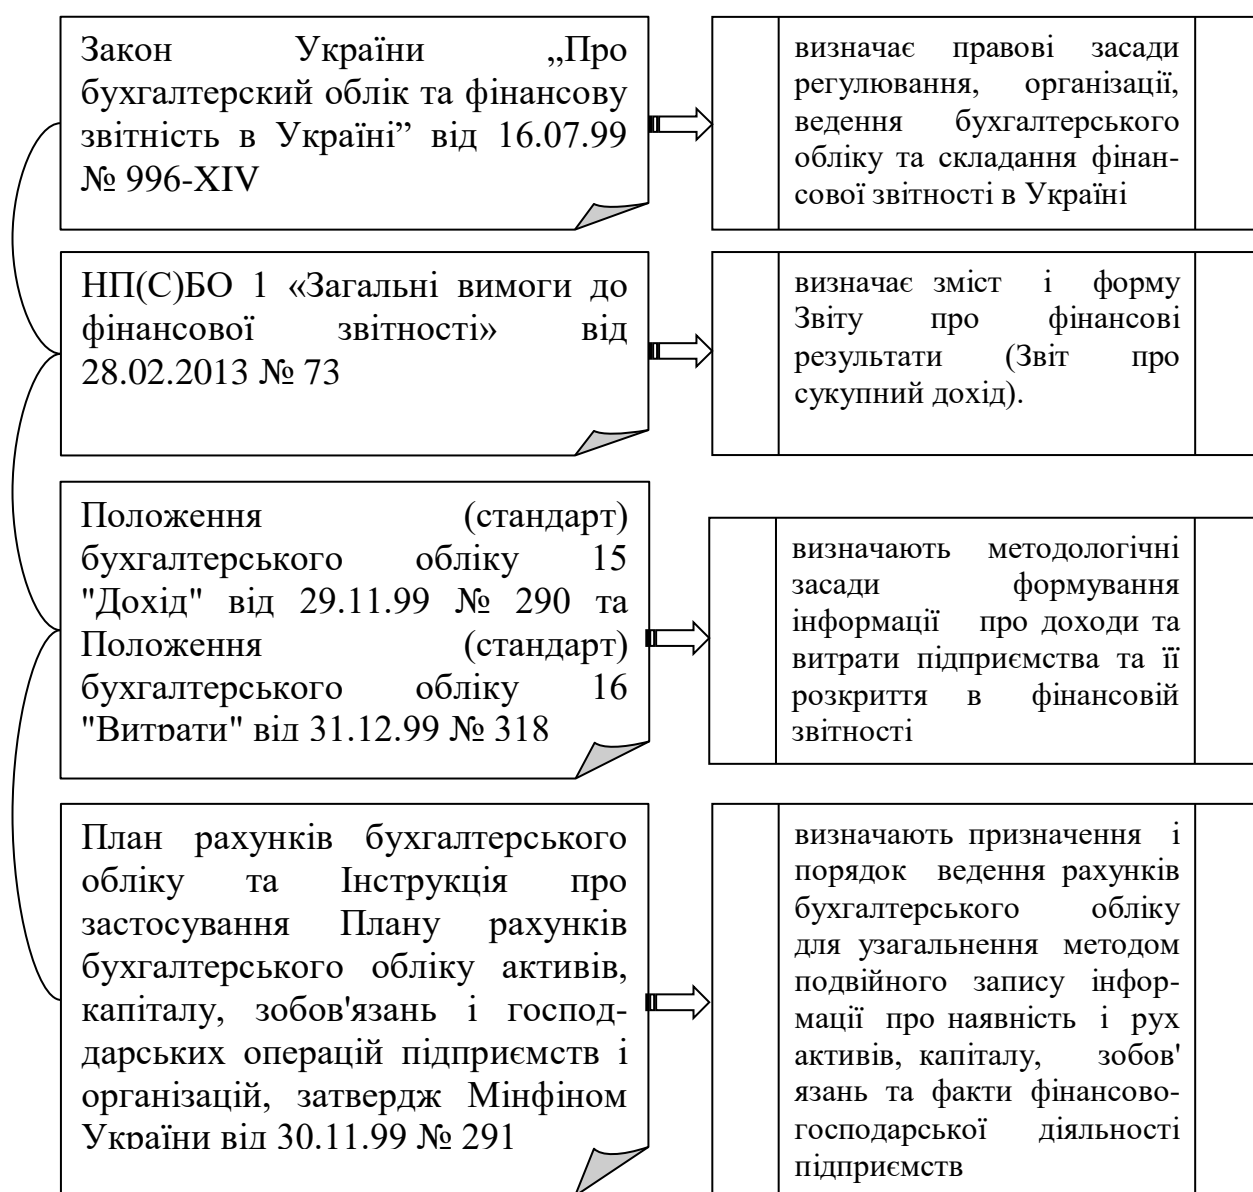 Закон України „Про
бухгалтерский облік та фінансову
звітність в Україні” від 16.07.99
№ 996-XIV
визначає правові засади
регулювання, організації,
ведення бухгалтерського
обліку та складання фінан-
сової звітності в Україні
НП(С)БО 1 «Загальні вимоги до
фінансової звітності» від
28.02.2013 № 73
визначає зміст і форму
Звіту про фінансові
результати (Звіт про
сукупний дохід).
Положення (стандарт)
бухгалтерського обліку 15
"Дохід" від 29.11.99 № 290 та
Положення (стандарт)
бухгалтерського обліку 16
"Витрати" від 31.12.99 № 318
визначають методологічні
засади формування
інформації про доходи та
витрати підприємства та її
розкриття в фінансовій
звітності
План рахунків бухгалтерського
обліку та Інструкція про
застосування Плану рахунків
бухгалтерського обліку активів,
капіталу, зобов'язань і господ-
дарських операцій підприємств і
організацій, затвердж Мінфіном
України від 30.11.99 № 291
визначають призначення і
порядок ведення рахунків
бухгалтерського обліку
для узагальнення методом
подвійного запису інфор-
мації про наявність і рух
активів, капіталу, зобов'
язань та факти фінансово-
господарської діяльності
підприємств